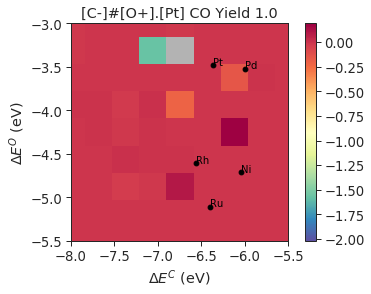 [C-]#[O+].[Pt] CO Yield 1.0
−3.0
−3.5
−4.0
−4.5
−5.0
−5.5
ΔE^O (eV)
Pt
Pd
Rh
Ni
Ru
−8.0 −7.5 −7.0 −6.5 −6.0 −5.5
ΔE^C (eV)
0.00
−0.25
−0.50
−0.75
−1.00
−1.25
−1.50
−1.75
−2.00